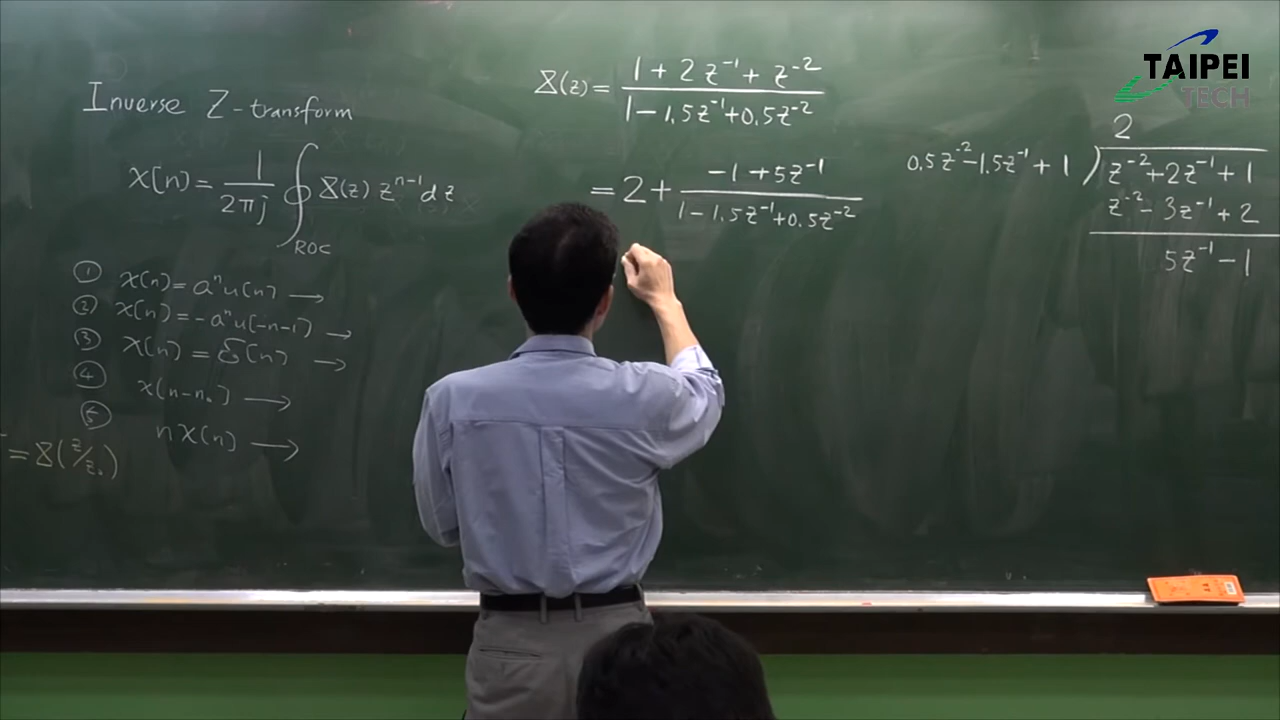 Inverse Z-transform
x[n] = 1/2πj ∮ X(z) z^{n-1} dz
ROC
① x[n] = aⁿu[n] →
② x[n] = -aⁿu[-n-1] →
③ x[n] = δ[n] →
④ x[n-n₀] →
⑤ n x[n] →
= X(z/z₀)
X(z) = (1 + 2z⁻¹ + z⁻²) / (1 - 1.5z⁻¹ + 0.5z⁻²)
= 2 + (-1 + 5z⁻¹) / (1 - 1.5z⁻¹ + 0.5z⁻²)
TAIPEI
TECH
2
0.5z⁻² - 1.5z⁻¹ + 1 ) z⁻² + 2z⁻¹ + 1
z⁻² - 3z⁻¹ + 2
5z⁻¹ - 1